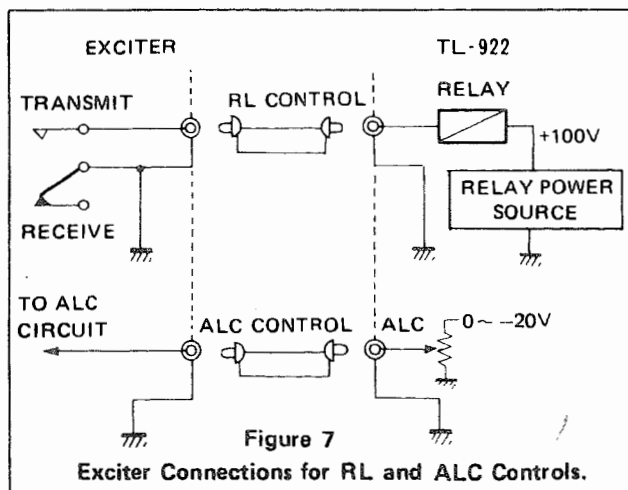 EXCITER
TL-922
TRANSMIT
RL CONTROL
RELAY
+100V
RELAY POWER
SOURCE
RECEIVE
TO ALC
CIRCUIT
ALC CONTROL
ALC
0~-20V
Figure 7
Exciter Connections for RL and ALC Controls.